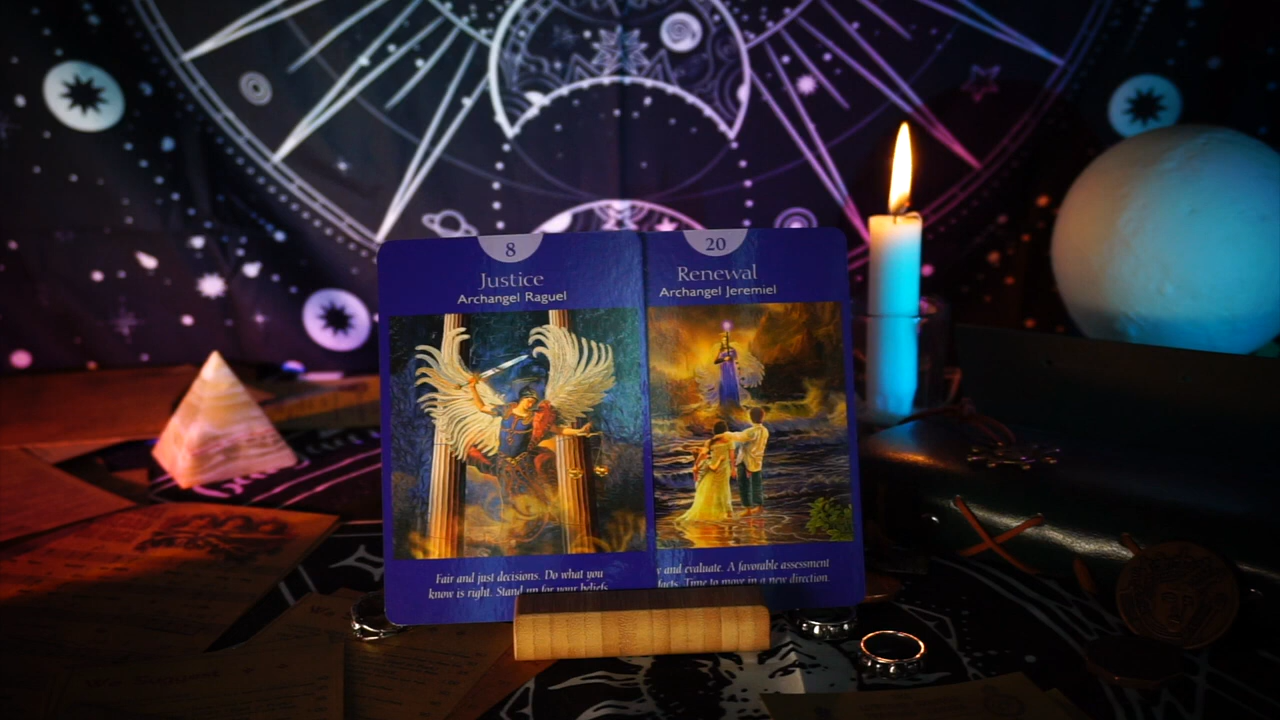 8
Justice
Archangel Raguel
Fair and just decisions. Do what you
know is right. Stand up for your beliefs
20
Renewal
Archangel Jeremiel
and evaluate. A favorable assessment
facts. Time to move in a new direction.